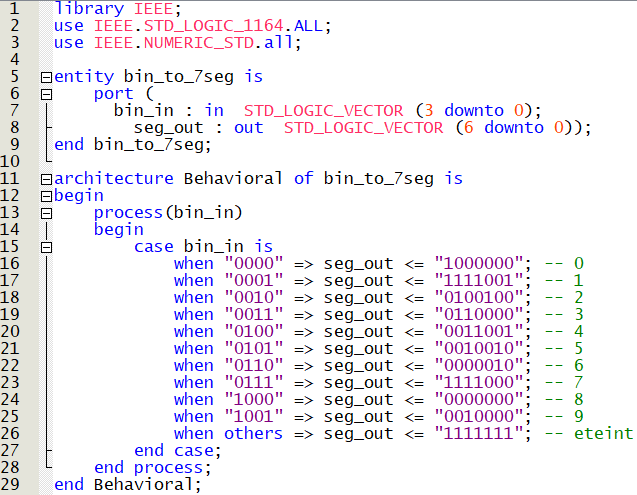 1 library IEEE;
2 use IEEE.STD_LOGIC_1164.ALL;
3 use IEEE.NUMERIC_STD.all;
4
5 entity bin_to_7seg is
6     port (
7       bin_in : in  STD_LOGIC_VECTOR (3 downto 0);
8         seg_out : out  STD_LOGIC_VECTOR (6 downto 0));
9 end bin_to_7seg;
10
11 architecture Behavioral of bin_to_7seg is
12 begin
13     process(bin_in)
14     begin
15         case bin_in is
16             when "0000" => seg_out <= "1000000"; -- 0
17             when "0001" => seg_out <= "1111001"; -- 1
18             when "0010" => seg_out <= "0100100"; -- 2
19             when "0011" => seg_out <= "0110000"; -- 3
20             when "0100" => seg_out <= "0011001"; -- 4
21             when "0101" => seg_out <= "0010010"; -- 5
22             when "0110" => seg_out <= "0000010"; -- 6
23             when "0111" => seg_out <= "1111000"; -- 7
24             when "1000" => seg_out <= "0000000"; -- 8
25             when "1001" => seg_out <= "0010000"; -- 9
26             when others => seg_out <= "1111111"; -- eteint
27         end case;
28     end process;
29 end Behavioral;